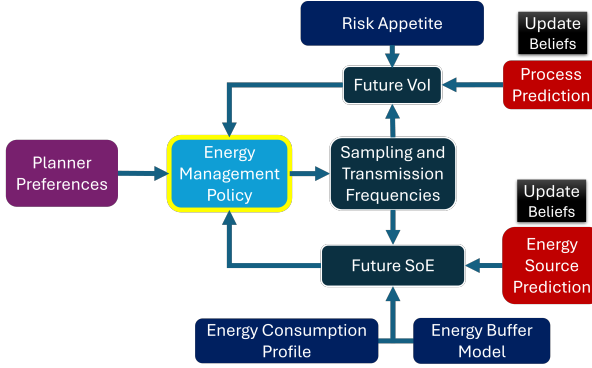 Risk Appetite
Update
Beliefs
Future VoI
Process
Prediction
Planner
Preferences
Energy
Management
Policy
Sampling and
Transmission
Frequencies
Update
Beliefs
Future SoE
Energy
Source
Prediction
Energy Consumption
Profile
Energy Buffer
Model